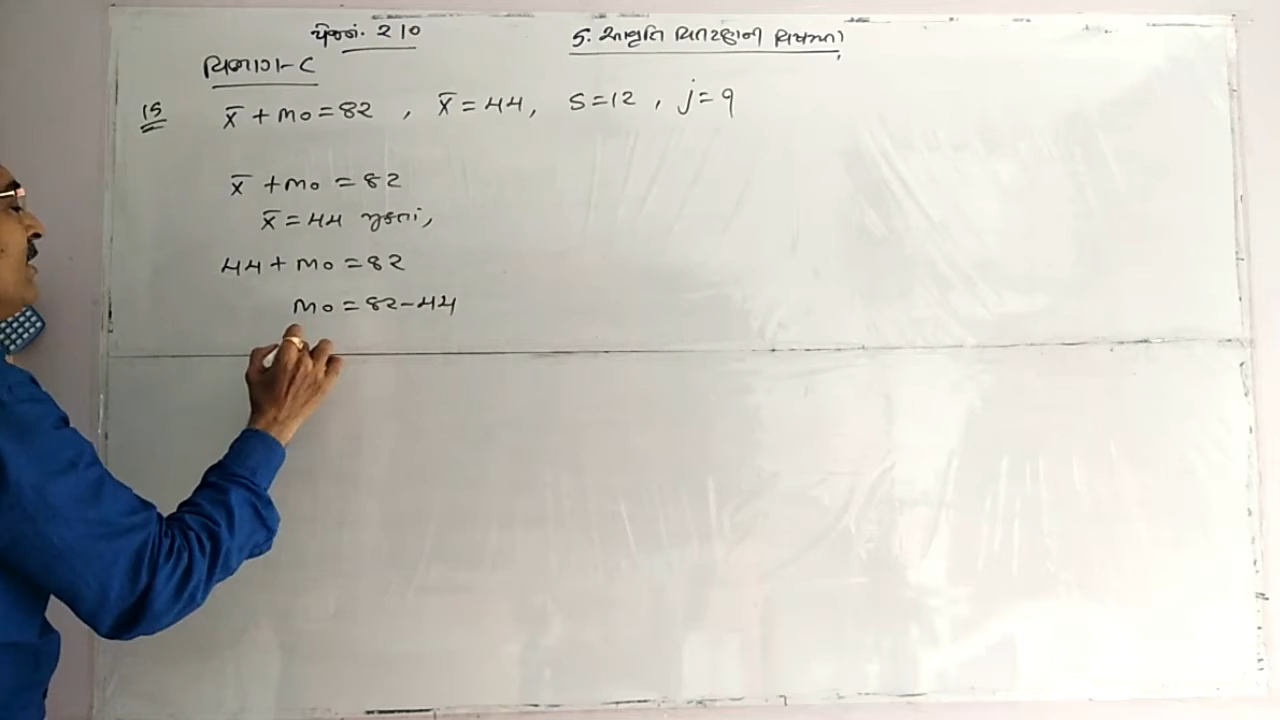 પેજનં. 210
5. આવૃત્તિ વિતરણની વિષમતા
વિભાગ-C
15
x̄ + Mo = 82 , x̄ = 44, S = 12 , j = 9
x̄ + Mo = 82
x̄ = 44 મુકતાં,
44 + Mo = 82
Mo = 82 - 44